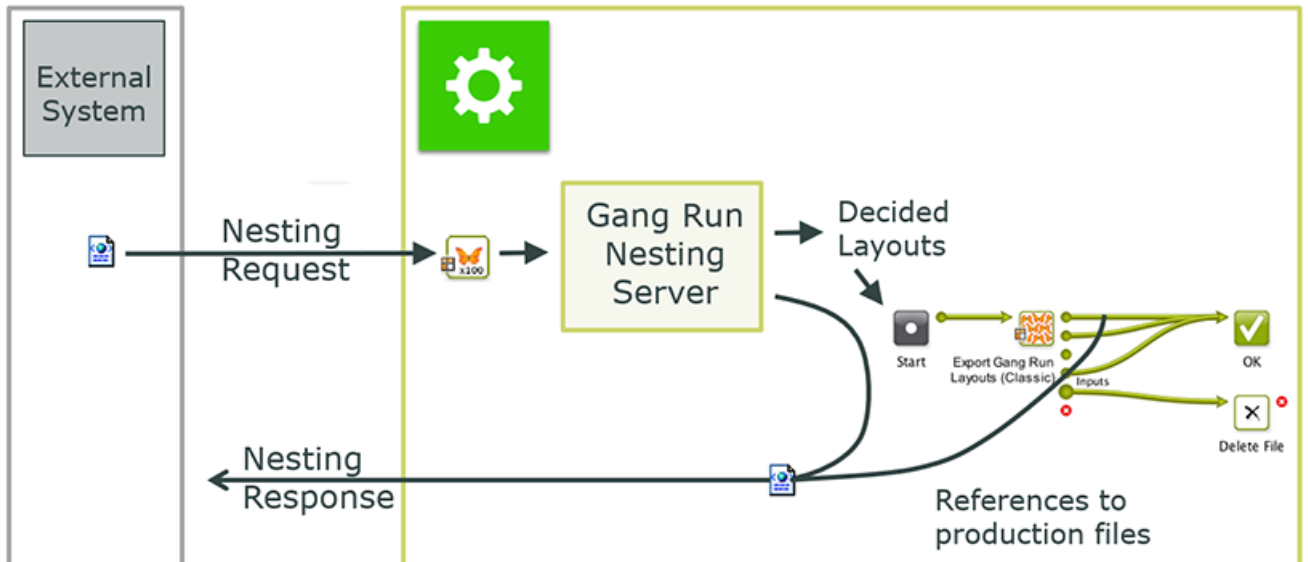 External
System
Nesting
Request
x100
Gang Run
Nesting
Server
Decided
Layouts
Start
Export Gang Run
Layouts (Classic)
Inputs
OK
Delete File
Nesting
Response
References to
production files